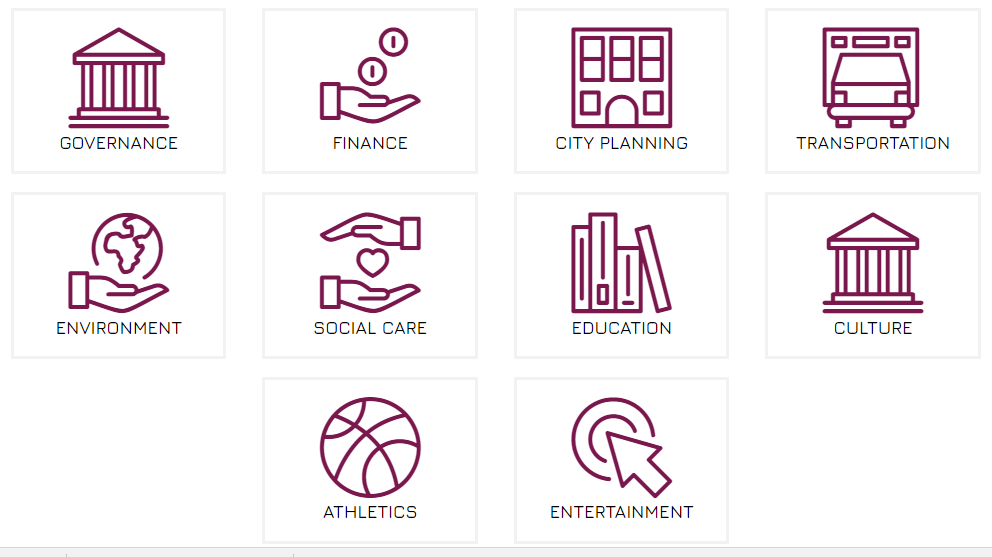 GOVERNANCE
FINANCE
CITY PLANNING
TRANSPORTATION
ENVIRONMENT
SOCIAL CARE
EDUCATION
CULTURE
ATHLETICS
ENTERTAINMENT